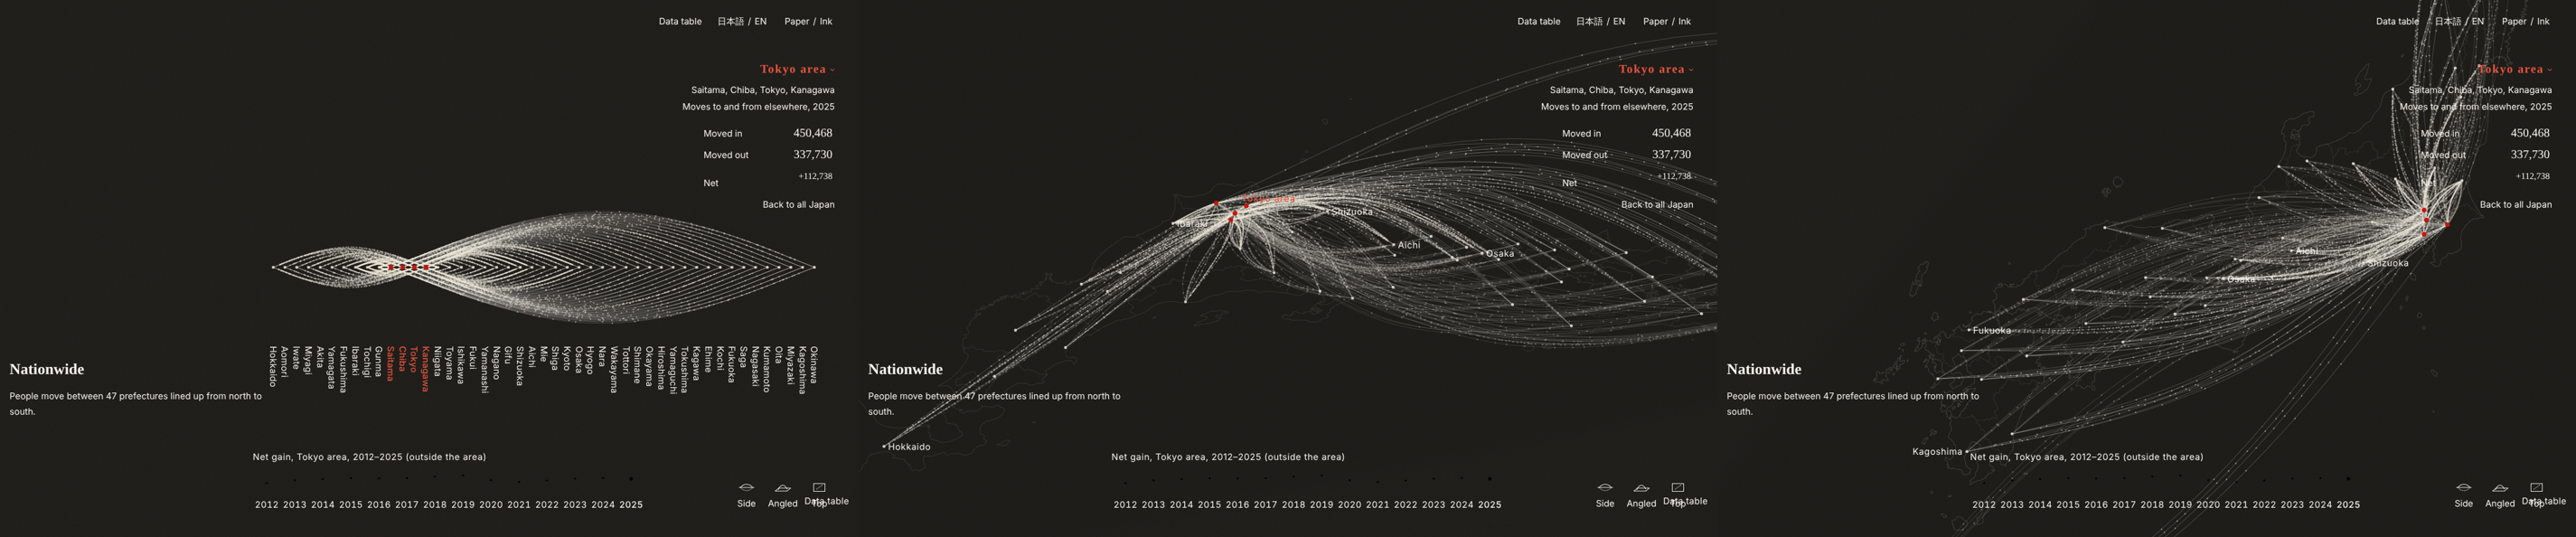 Data table 日本語 / EN Paper / Ink
Tokyo area
Saitama, Chiba, Tokyo, Kanagawa
Moves to and from elsewhere, 2025
Moved in 450,468
Moved out 337,730
Net +112,738
Back to all Japan
Hokkaido
Aomori
Iwate
Miyagi
Akita
Yamagata
Fukushima
Ibaraki
Tochigi
Gunma
Saitama
Chiba
Tokyo
Kanagawa
Niigata
Toyama
Ishikawa
Fukui
Yamanashi
Nagano
Gifu
Shizuoka
Aichi
Mie
Shiga
Kyoto
Osaka
Hyogo
Nara
Wakayama
Tottori
Shimane
Okayama
Hiroshima
Yamaguchi
Tokushima
Kagawa
Ehime
Kochi
Fukuoka
Saga
Nagasaki
Kumamoto
Oita
Miyazaki
Kagoshima
Okinawa
Nationwide
People move between 47 prefectures lined up from north to
south.
Net gain, Tokyo area, 2012–2025 (outside the area)
2012 2013 2014 2015 2016 2017 2018 2019 2020 2021 2022 2023 2024 2025
Side Angled Top
Data table
Data table 日本語 / EN Paper / Ink
Tokyo area
Saitama, Chiba, Tokyo, Kanagawa
Moves to and from elsewhere, 2025
Moved in 450,468
Moved out 337,730
Net +112,738
Back to all Japan
Tokyo area
Ibaraki
Shizuoka
Aichi
Osaka
Hokkaido
Nationwide
People move between 47 prefectures lined up from north to
south.
Net gain, Tokyo area, 2012–2025 (outside the area)
2012 2013 2014 2015 2016 2017 2018 2019 2020 2021 2022 2023 2024 2025
Side Angled Top
Data table
Data table 日本語 / EN Paper / Ink
Tokyo area
Saitama, Chiba, Tokyo, Kanagawa
Moves to and from elsewhere, 2025
Moved in 450,468
Moved out 337,730
Net +112,738
Back to all Japan
Aichi
Shizuoka
Osaka
Fukuoka
Kagoshima
Nationwide
People move between 47 prefectures lined up from north to
south.
Net gain, Tokyo area, 2012–2025 (outside the area)
2012 2013 2014 2015 2016 2017 2018 2019 2020 2021 2022 2023 2024 2025
Side Angled Top
Data table